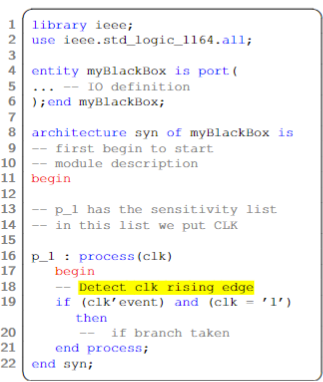 1 library ieee;
2 use ieee.std_logic_1164.all;
3
4 entity myBlackBox is port(
5 ... -- IO definition
6 );end myBlackBox;
7
8 architecture syn of myBlackBox is
9 -- first begin to start
10 -- module description
11 begin
12
13 -- p_1 has the sensitivity list
14 -- in this list we put CLK
15
16 p_1 : process(clk)
17 begin
18 -- Detect clk rising edge
19 if (clk'event) and (clk = '1')
then
20 -- if branch taken
21 end process;
22 end syn;